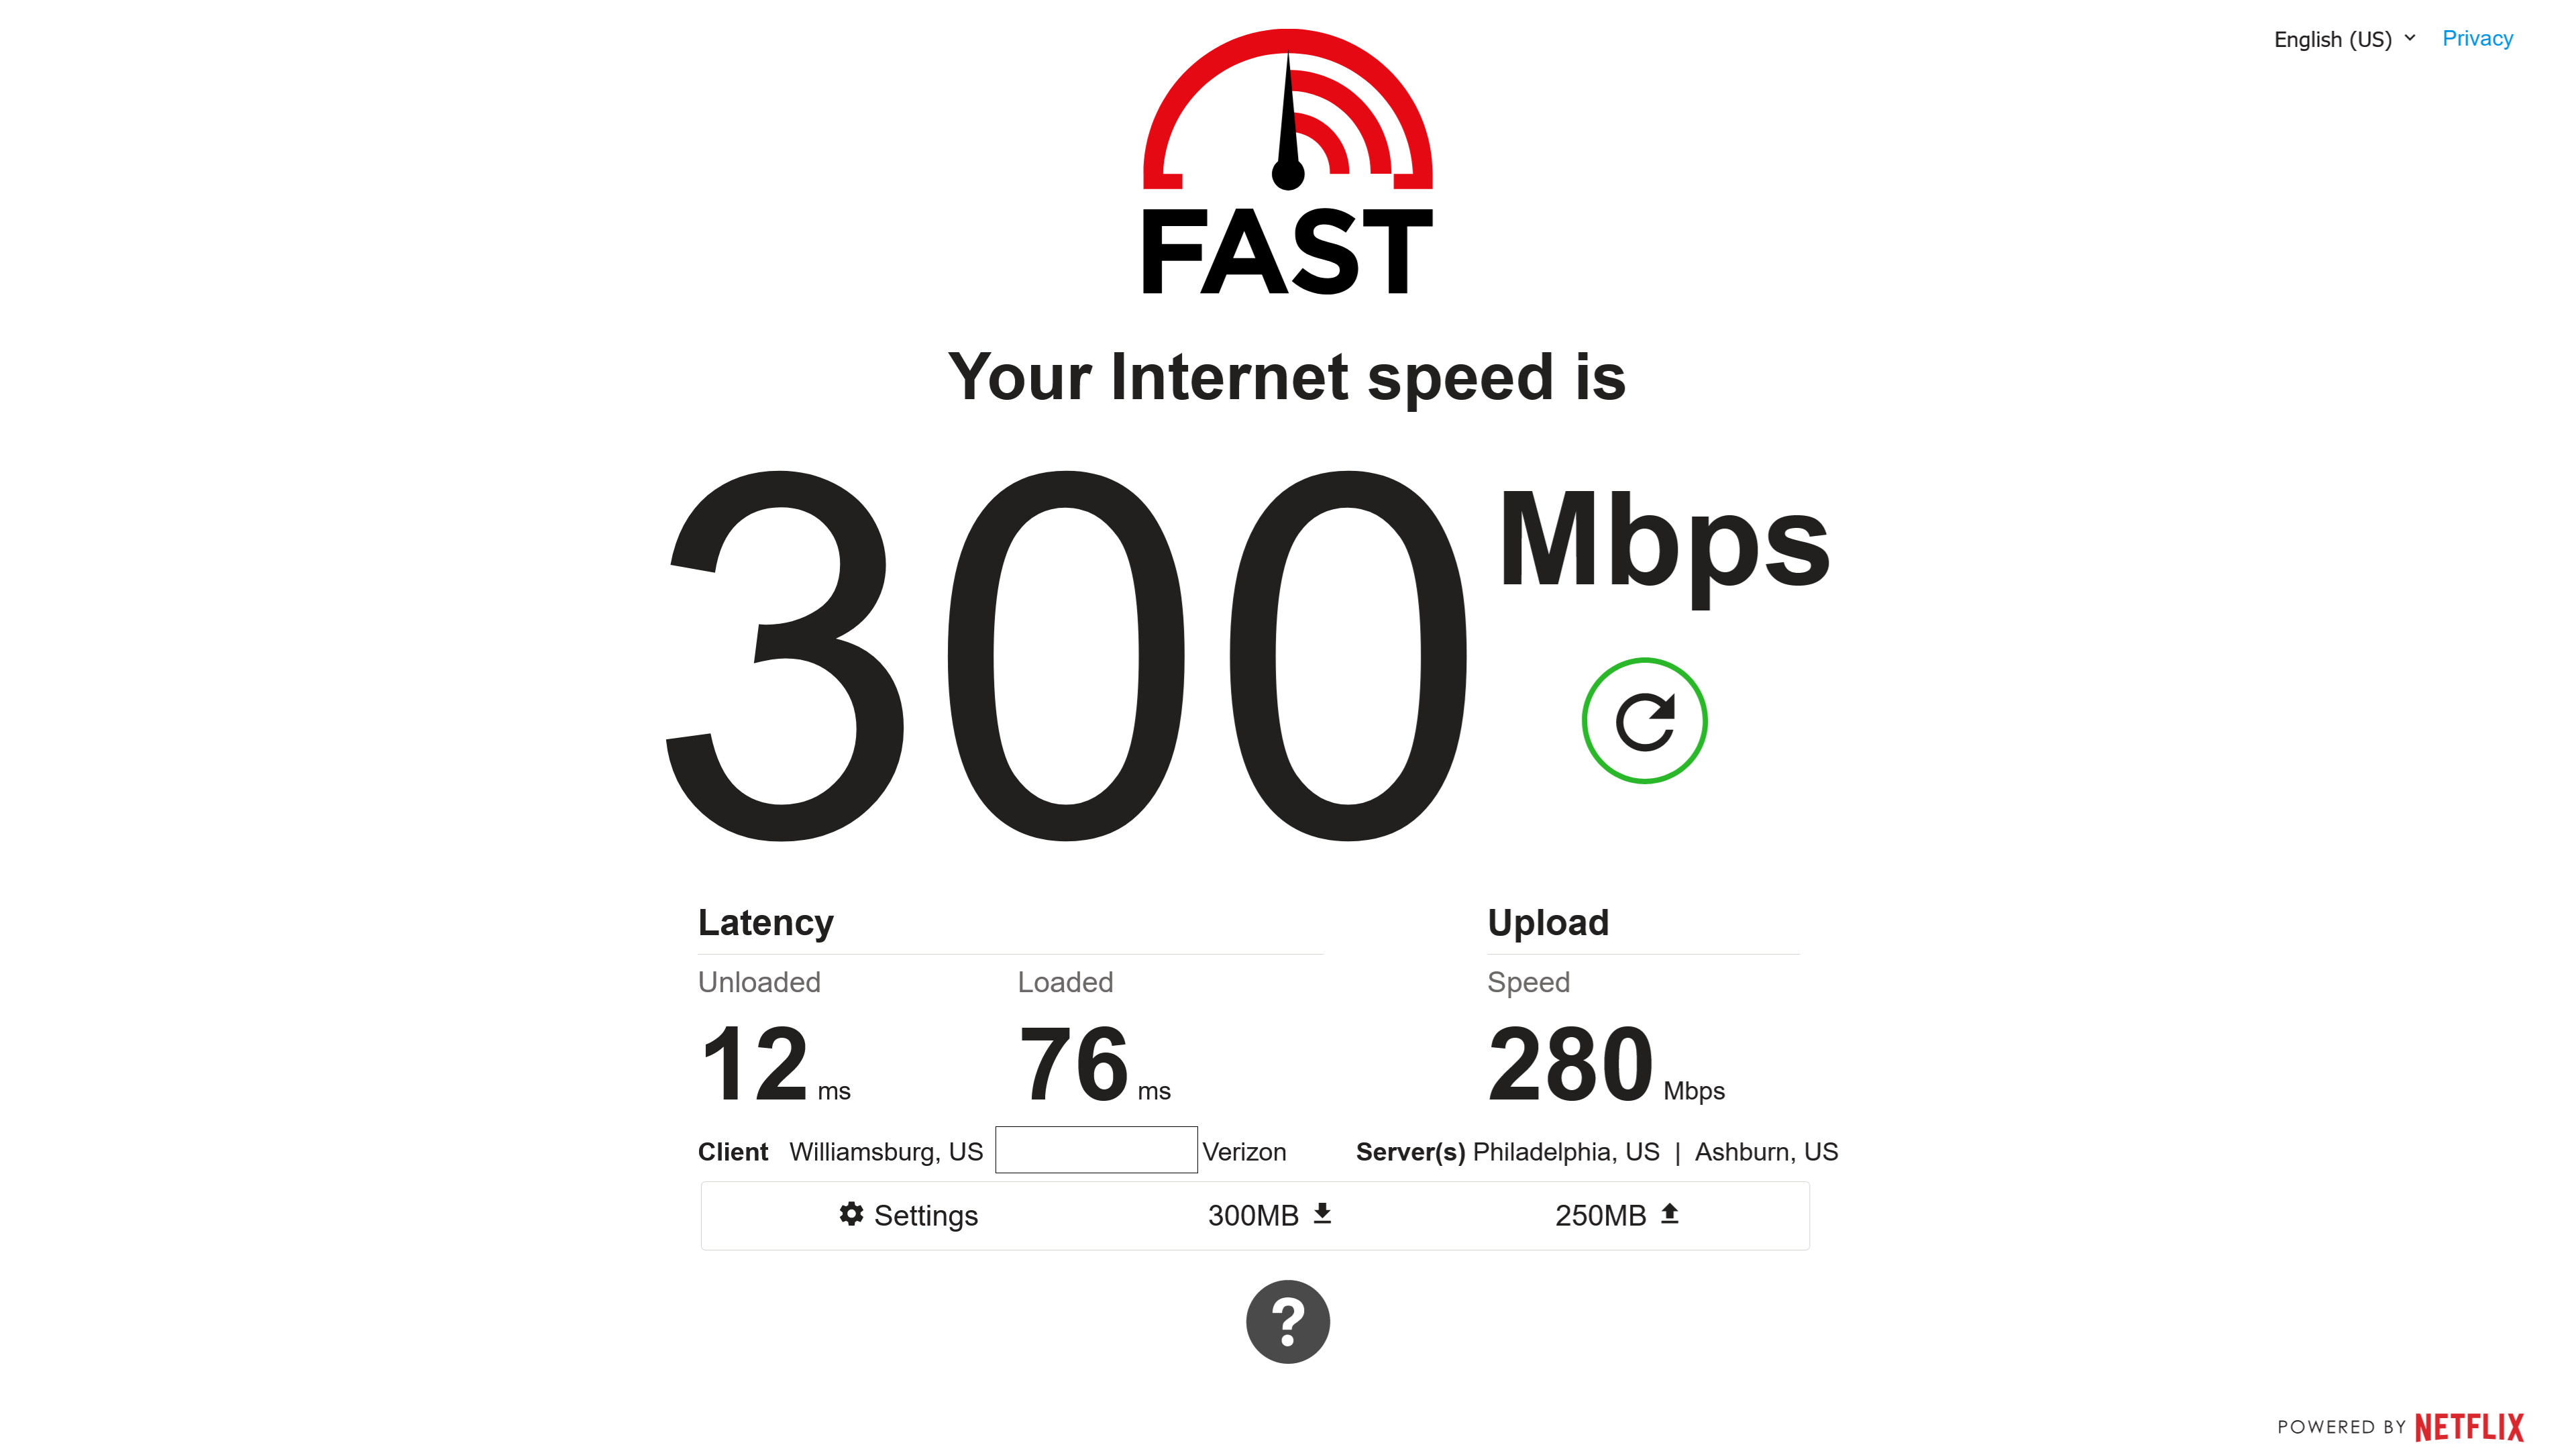 English (US) Privacy
FAST
Your Internet speed is
300 Mbps
Latency Upload
Unloaded Loaded Speed
12 ms 76 ms 280 Mbps
Client Williamsburg, US Verizon Server(s) Philadelphia, US | Ashburn, US
Settings 300MB 250MB
?
POWERED BY NETFLIX